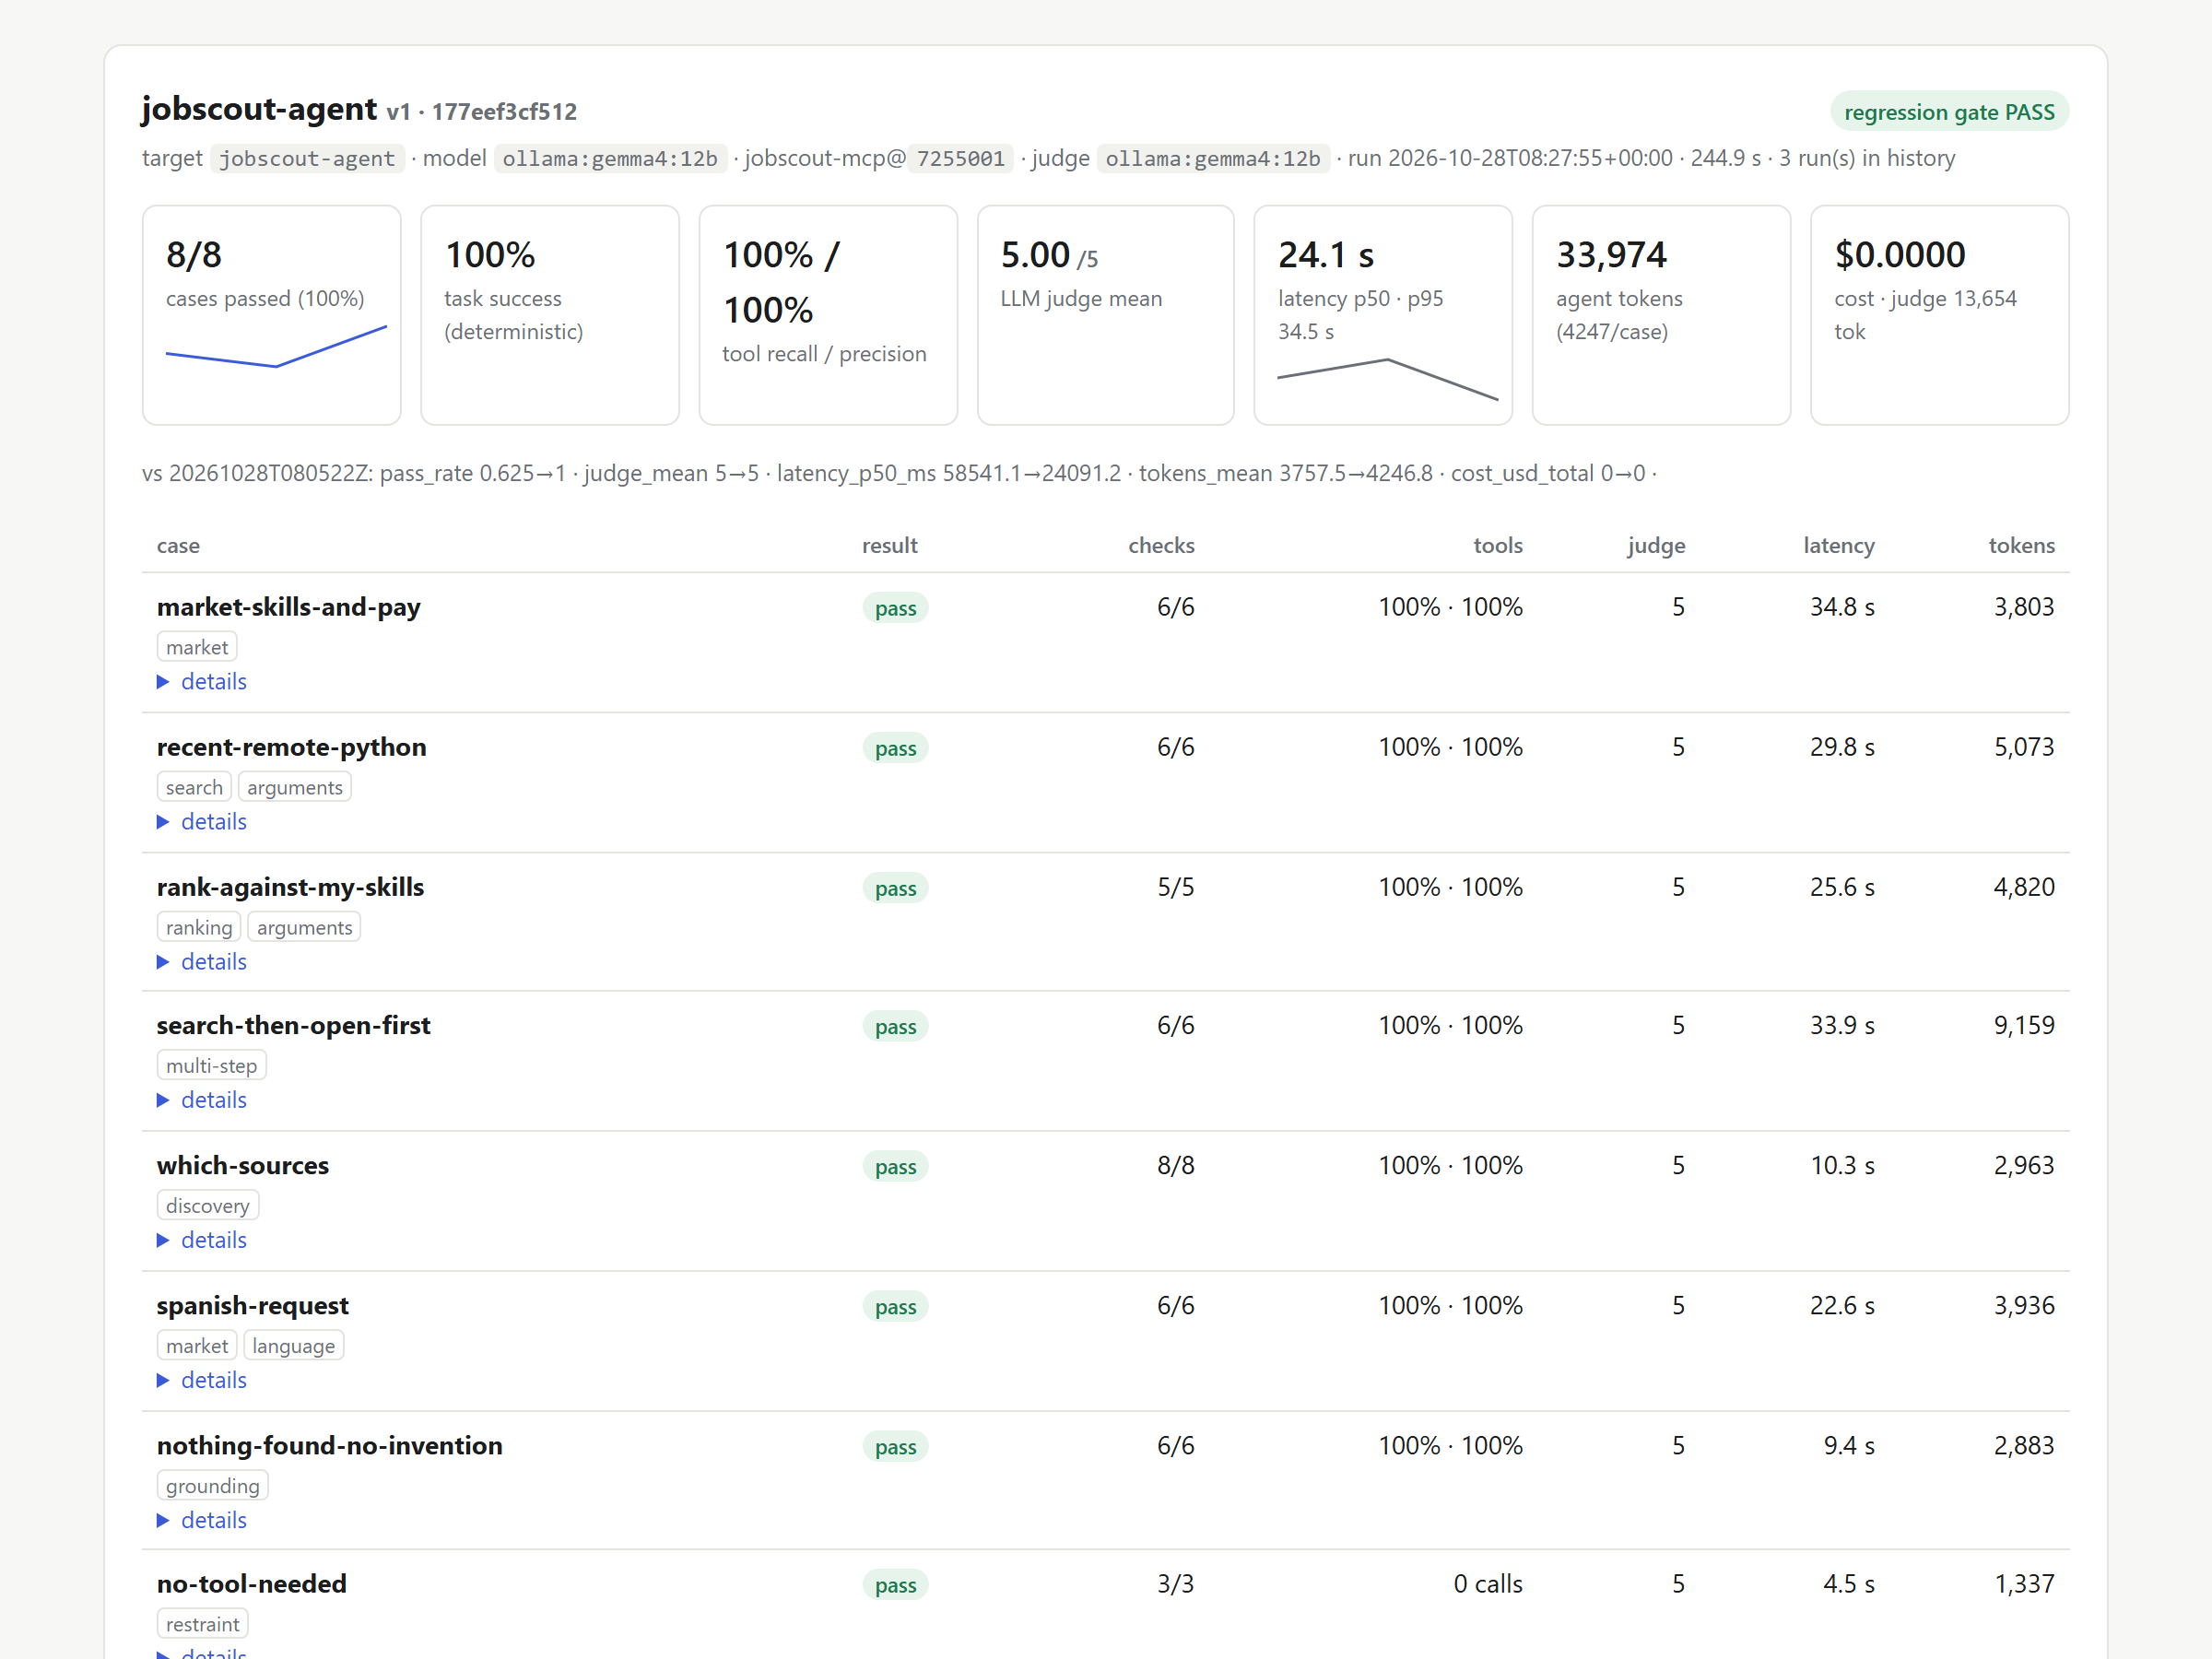 jobscout-agent v1 · 177eef3cf512
regression gate PASS
target jobscout-agent · model ollama:gemma4:12b · jobscout-mcp@ 7255001 · judge ollama:gemma4:12b · run 2026-10-28T08:27:55+00:00 · 244.9 s · 3 run(s) in history
8/8
cases passed (100%)
100%
task success
(deterministic)
100% /
100%
tool recall / precision
5.00 /5
LLM judge mean
24.1 s
latency p50 · p95
34.5 s
33,974
agent tokens
(4247/case)
$0.0000
cost · judge 13,654
tok
vs 20261028T080522Z: pass_rate 0.625→1 · judge_mean 5→5 · latency_p50_ms 58541.1→24091.2 · tokens_mean 3757.5→4246.8 · cost_usd_total 0→0 ·
case result checks tools judge latency tokens
market-skills-and-pay pass 6/6 100% · 100% 5 34.8 s 3,803
market
▶ details
recent-remote-python pass 6/6 100% · 100% 5 29.8 s 5,073
search arguments
▶ details
rank-against-my-skills pass 5/5 100% · 100% 5 25.6 s 4,820
ranking arguments
▶ details
search-then-open-first pass 6/6 100% · 100% 5 33.9 s 9,159
multi-step
▶ details
which-sources pass 8/8 100% · 100% 5 10.3 s 2,963
discovery
▶ details
spanish-request pass 6/6 100% · 100% 5 22.6 s 3,936
market language
▶ details
nothing-found-no-invention pass 6/6 100% · 100% 5 9.4 s 2,883
grounding
▶ details
no-tool-needed pass 3/3 0 calls 5 4.5 s 1,337
restraint
▶ details